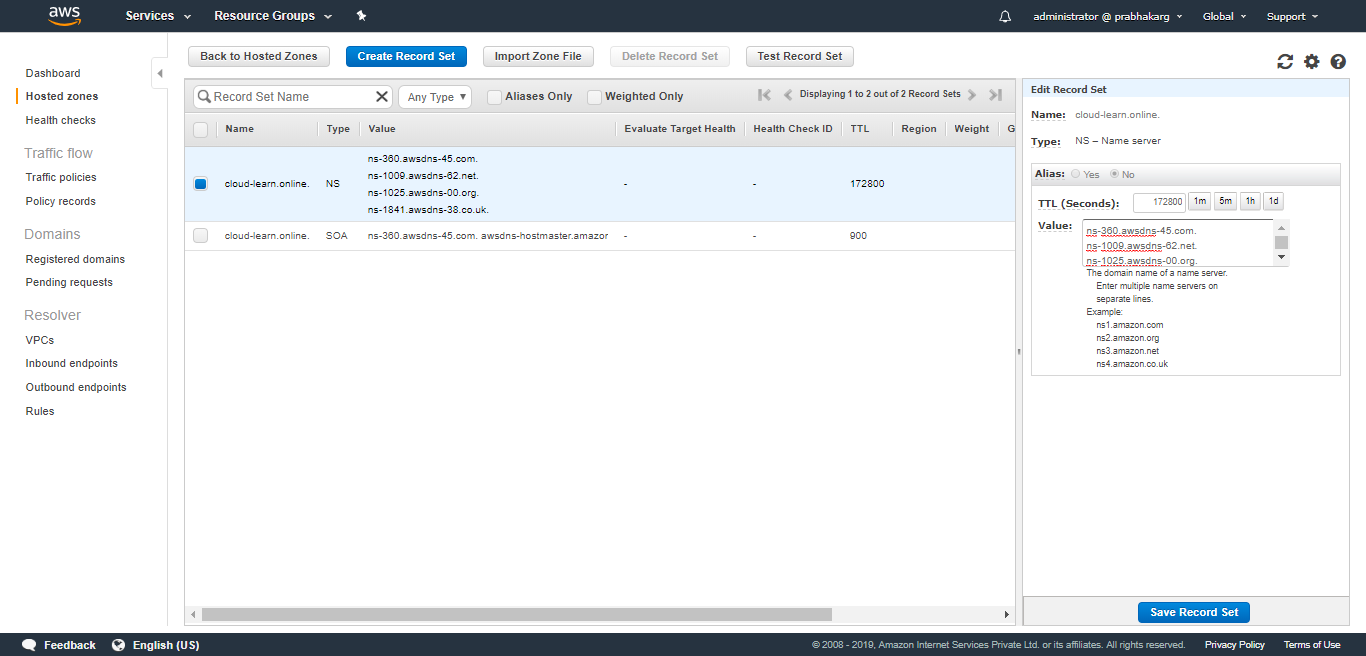 aws Services Resource Groups administrator @ prabhakarg Global Support
Dashboard
Hosted zones
Health checks
Traffic flow
Traffic policies
Policy records
Domains
Registered domains
Pending requests
Resolver
VPCs
Inbound endpoints
Outbound endpoints
Rules
Back to Hosted Zones Create Record Set Import Zone File Delete Record Set Test Record Set
Record Set Name Any Type Aliases Only Weighted Only Displaying 1 to 2 out of 2 Record Sets
Name Type Value Evaluate Target Health Health Check ID TTL Region Weight G
ns-360.awsdns-45.com.
ns-1009.awsdns-62.net.
cloud-learn.online. NS - - 172800
ns-1025.awsdns-00.org.
ns-1841.awsdns-38.co.uk.
cloud-learn.online. SOA ns-360.awsdns-45.com. awsdns-hostmaster.amazor - - 900
Edit Record Set
Name: cloud-learn.online.
Type: NS – Name server
Alias: Yes No
TTL (Seconds): 172800 1m 5m 1h 1d
Value: ns-360.awsdns-45.com.
ns-1009.awsdns-62.net.
ns-1025.awsdns-00.org.
The domain name of a name server.
Enter multiple name servers on
separate lines.
Example:
ns1.amazon.com
ns2.amazon.org
ns3.amazon.net
ns4.amazon.co.uk
Save Record Set
Feedback English (US) © 2008 - 2019, Amazon Internet Services Private Ltd. or its affiliates. All rights reserved. Privacy Policy Terms of Use